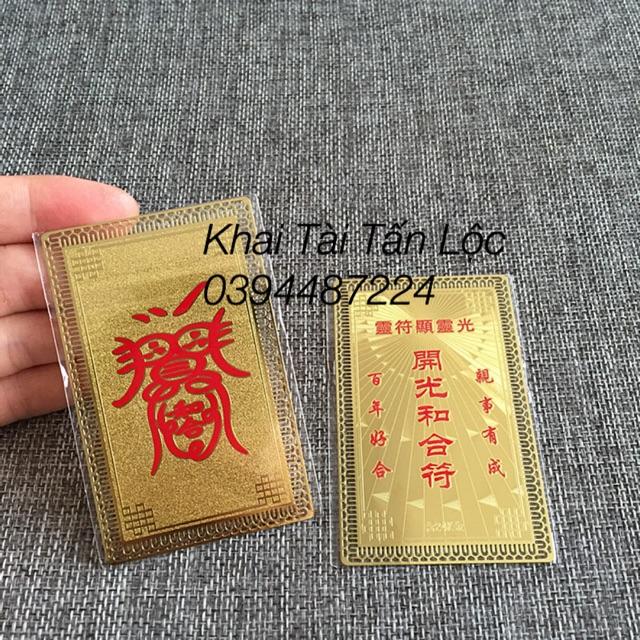 Khai Tài Tấn Lộc
0394487224
靈符顯靈光
開光和合符
親事有成
百年好合